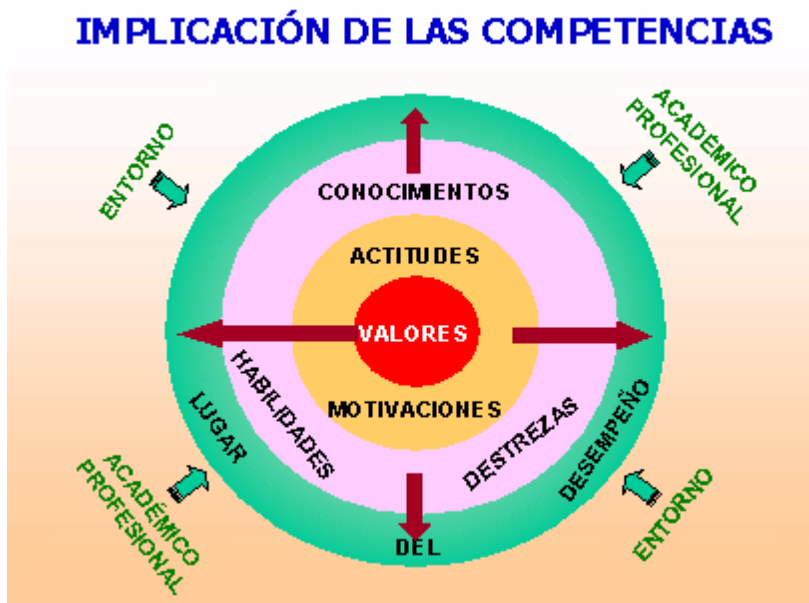 IMPLICACIÓN DE LAS COMPETENCIAS
ENTORNO
ACADÉMICO
PROFESIONAL
CONOCIMIENTOS
ACTITUDES
VALORES
MOTIVACIONES
HABILIDADES
DESTREZAS
LUGAR
DEL
DESEMPEÑO
ACADÉMICO
PROFESIONAL
ENTORNO